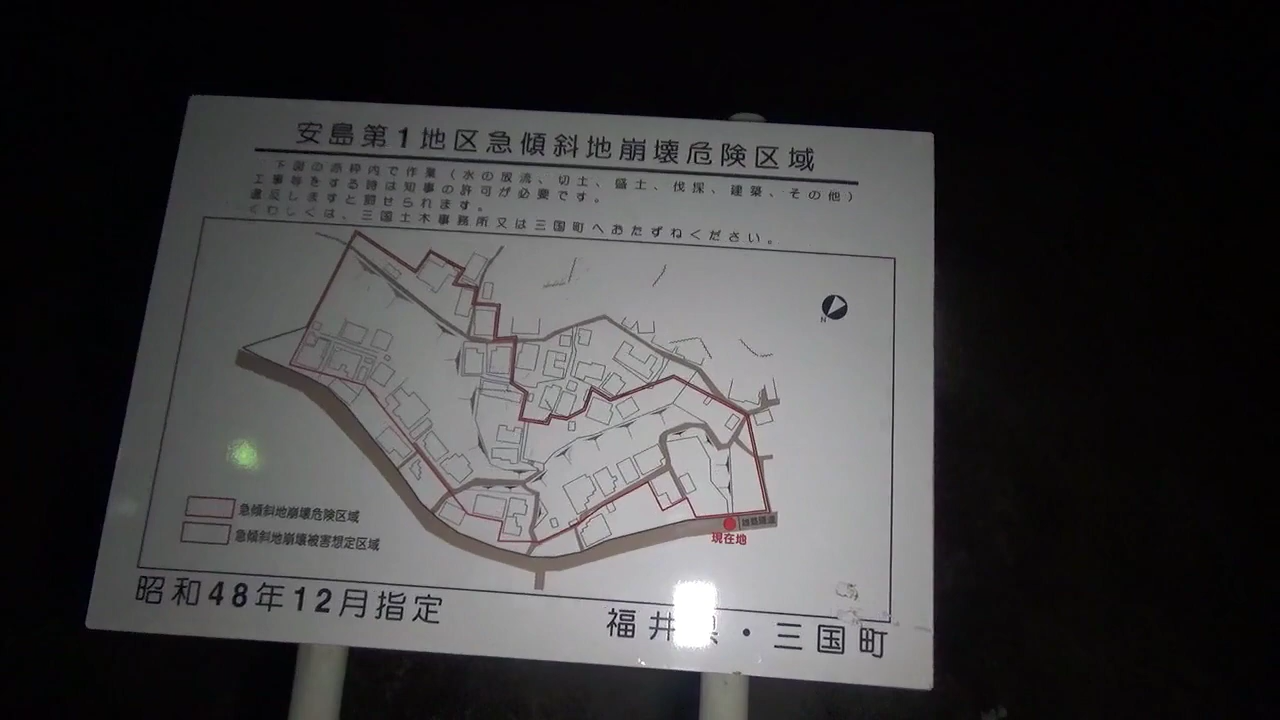 安島第1地区急傾斜地崩壊危険区域
下図の赤枠内で作業(水の放流、切土、盛土、伐採、建築、その他)
工事等をする時は知事の許可が必要です。
違反しますと罰せられます。
くわしくは、三国土木事務所又は三国町へおたずねください。
N
急傾斜地崩壊危険区域
急傾斜地崩壊被害想定区域
現在地
昭和48年12月指定
福井県・三国町